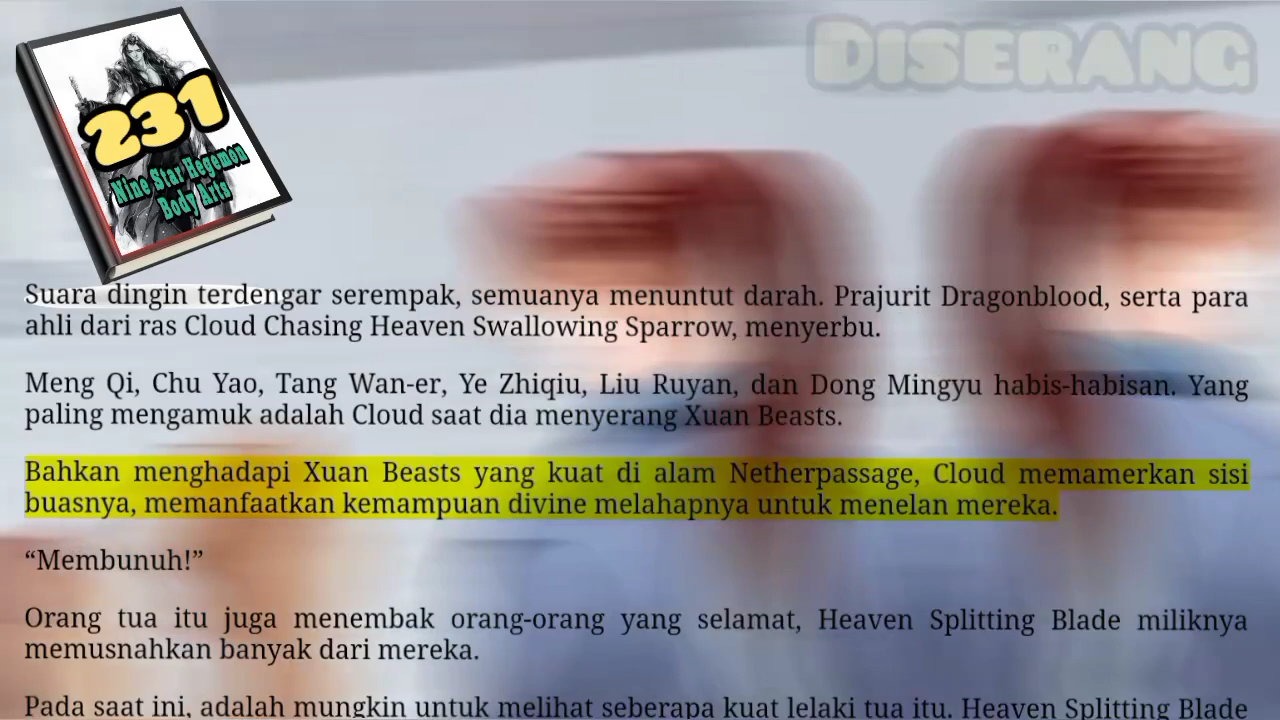 DISERANG
231
Nine Star Hegemon
Body Arts
Suara dingin terdengar serempak, semuanya menuntut darah. Prajurit Dragonblood, serta para
ahli dari ras Cloud Chasing Heaven Swallowing Sparrow, menyerbu.
Meng Qi, Chu Yao, Tang Wan-er, Ye Zhiqiu, Liu Ruyan, dan Dong Mingyu habis-habisan. Yang
paling mengamuk adalah Cloud saat dia menyerang Xuan Beasts.
Bahkan menghadapi Xuan Beasts yang kuat di alam Netherpassage, Cloud memamerkan sisi
buasnya, memanfaatkan kemampuan divine melahapnya untuk menelan mereka.
“Membunuh!”
Orang tua itu juga menembak orang-orang yang selamat, Heaven Splitting Blade miliknya
memusnahkan banyak dari mereka.
Pada saat ini, adalah mungkin untuk melihat seberapa kuat lelaki tua itu. Heaven Splitting Blade